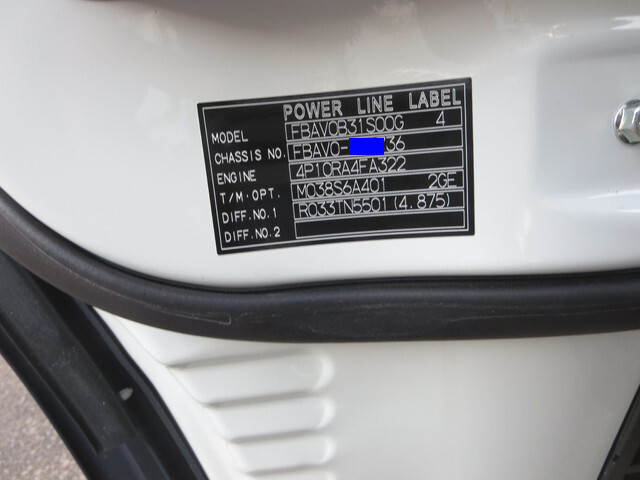 POWER LINE LABEL
MODEL FBAV0B31S00G 4
CHASSIS NO. FBAV0- 36
ENGINE 4P10RA4FA322
T/M·OPT. M038S6A401 2GE
DIFF.NO.1 R033TN5501 (4.875)
DIFF.NO.2